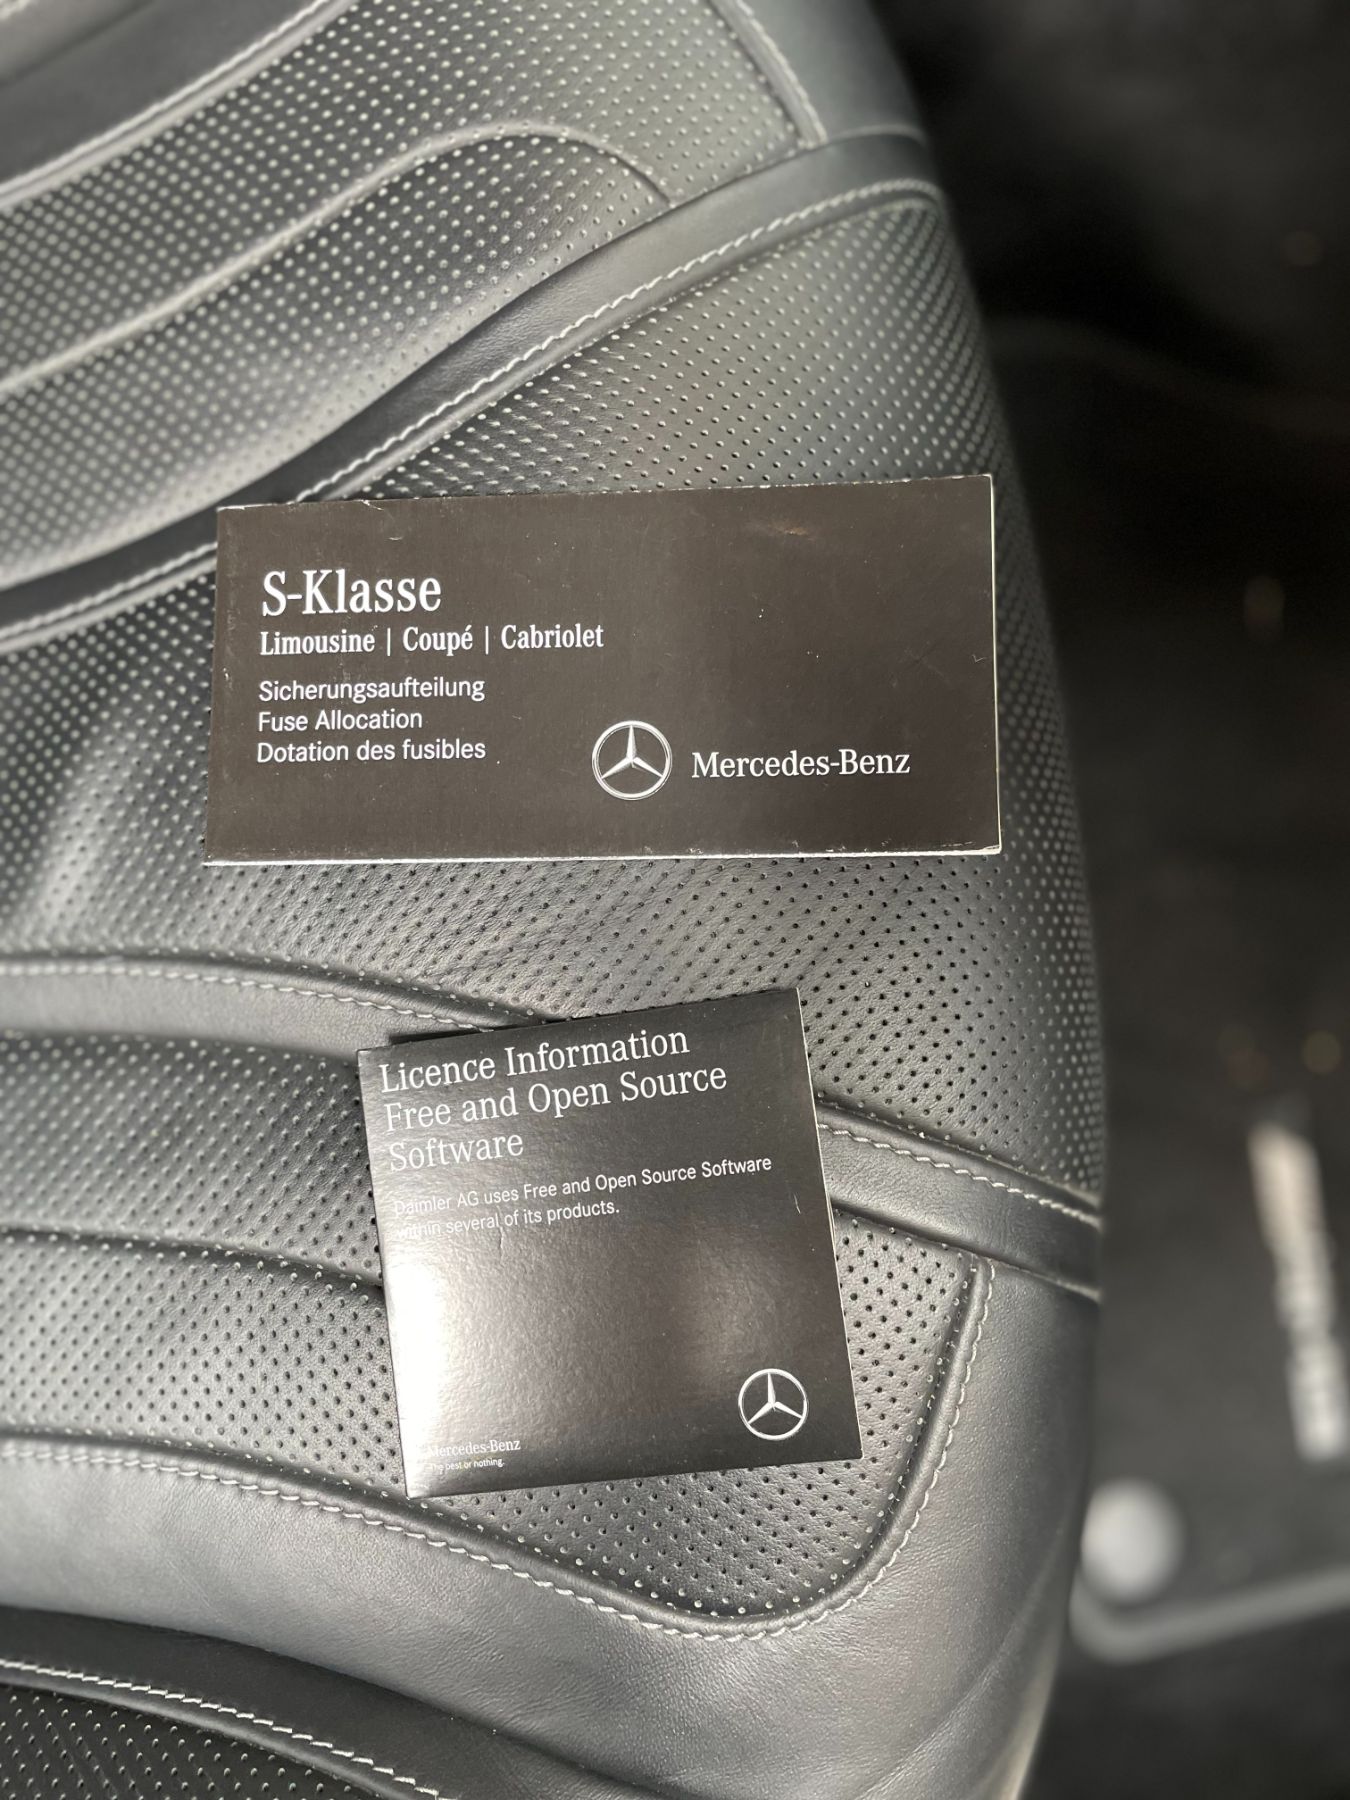 S-Klasse
Limousine | Coupé | Cabriolet
Sicherungsaufteilung
Fuse Allocation
Dotation des fusibles
Mercedes-Benz
Licence Information
Free and Open Source
Software
Daimler AG uses Free and Open Source Software
within several of its products.
Mercedes-Benz
The best or nothing.